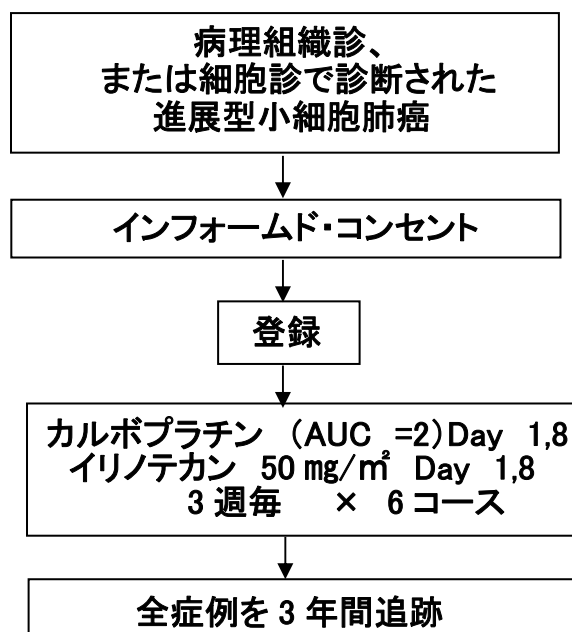 病理組織診、
または細胞診で診断された
進展型小細胞肺癌
インフォームド・コンセント
登録
カルボプラチン （AUC =2）Day 1,8
イリノテカン 50 ㎎/㎡ Day 1,8
3 週毎 × 6 コース
全症例を 3 年間追跡